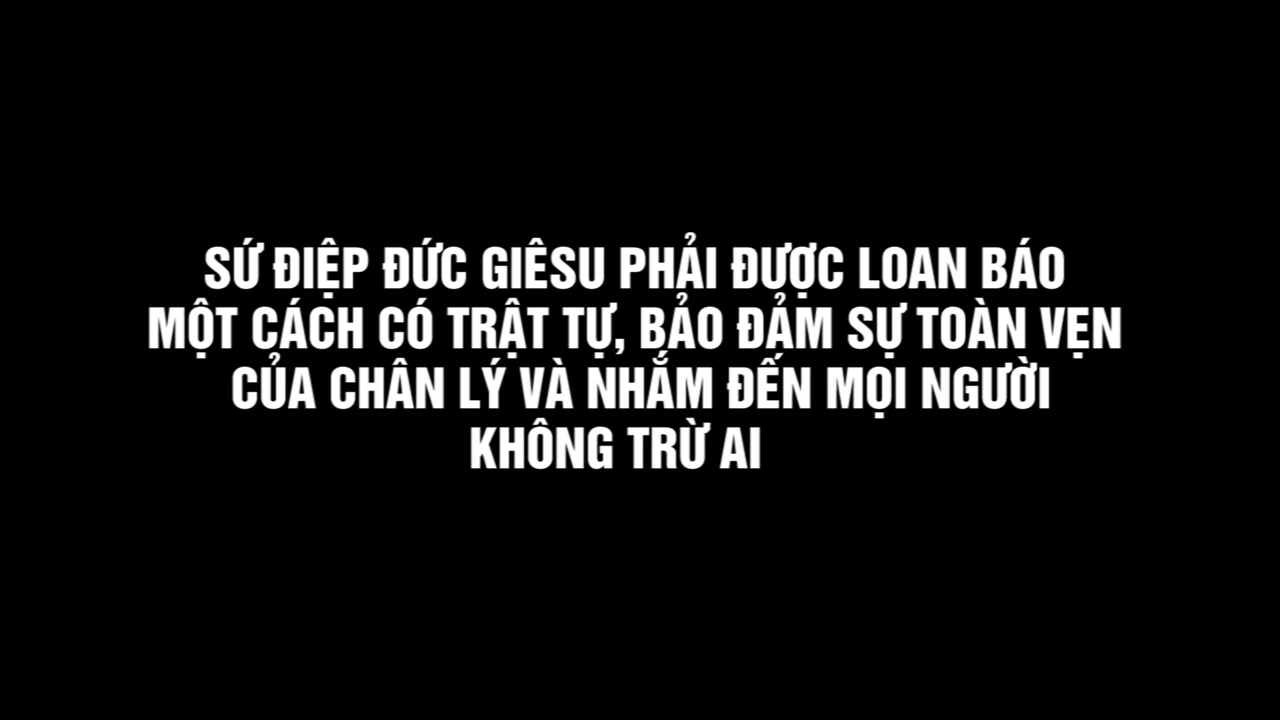 SỨ ĐIỆP ĐỨC GIÊSU PHẢI ĐƯỢC LOAN BÁO
MỘT CÁCH CÓ TRẬT TỰ, BẢO ĐẢM SỰ TOÀN VẸN
CỦA CHÂN LÝ VÀ NHẮM ĐẾN MỌI NGƯỜI
KHÔNG TRỪ AI